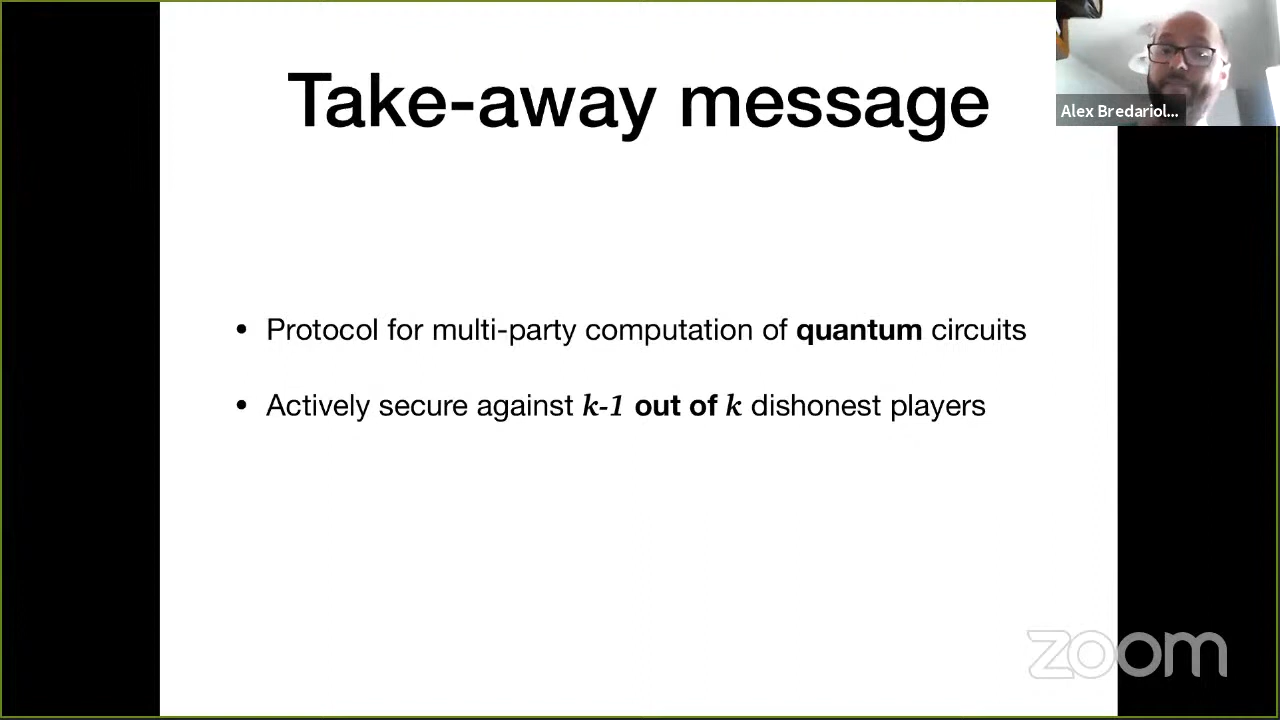 Take-away message
Alex Bredariol...
• Protocol for multi-party computation of quantum circuits
• Actively secure against k-1 out of k dishonest players
zoom